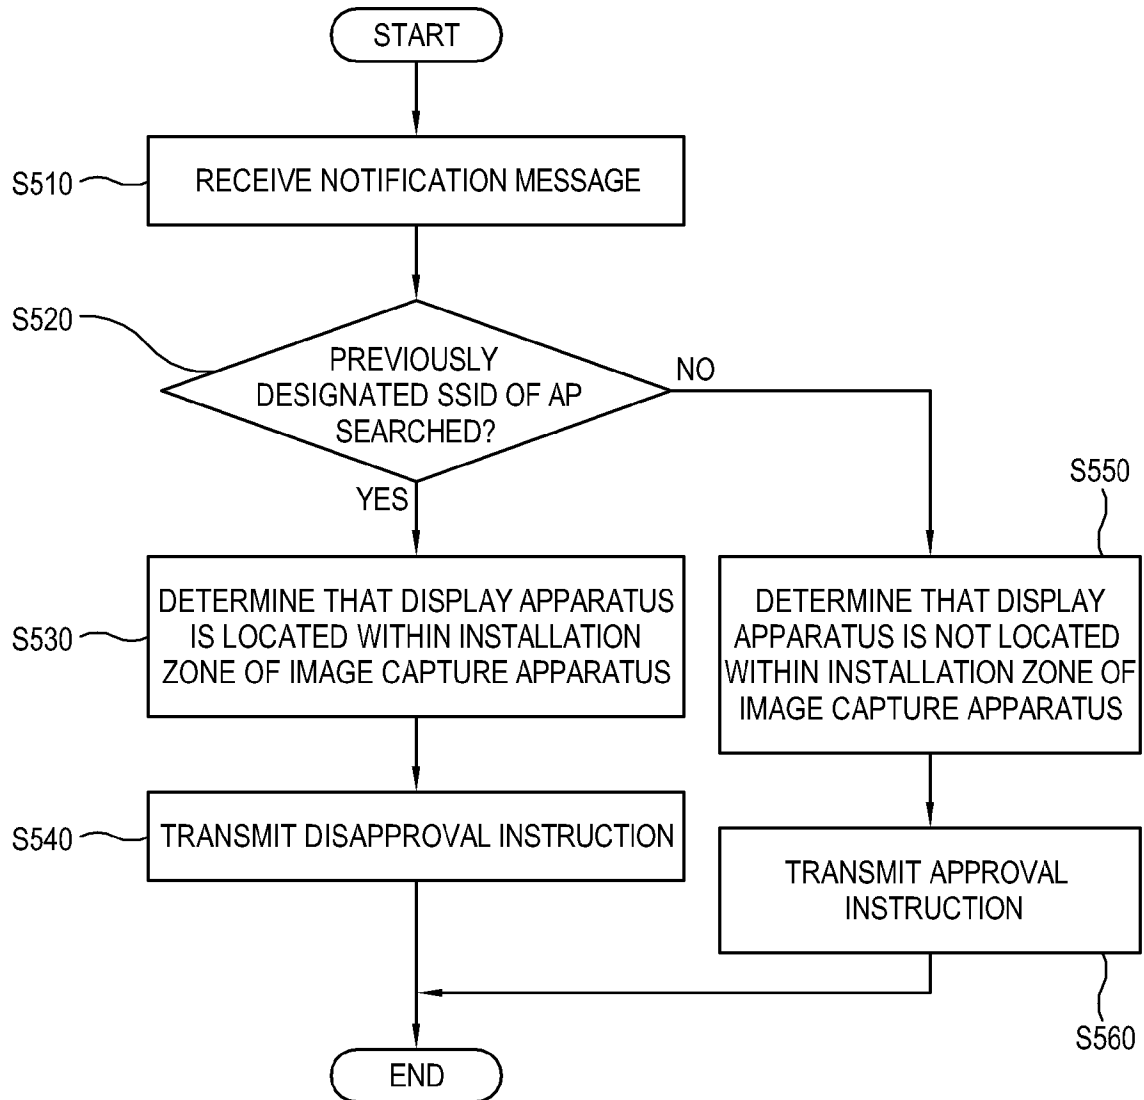 START
S510
RECEIVE NOTIFICATION MESSAGE
S520
PREVIOUSLY
DESIGNATED SSID OF AP
SEARCHED?
NO
YES
S530
DETERMINE THAT DISPLAY APPARATUS
IS LOCATED WITHIN INSTALLATION
ZONE OF IMAGE CAPTURE APPARATUS
S550
DETERMINE THAT DISPLAY
APPARATUS IS NOT LOCATED
WITHIN INSTALLATION ZONE OF
IMAGE CAPTURE APPARATUS
S540
TRANSMIT DISAPPROVAL INSTRUCTION
TRANSMIT APPROVAL
INSTRUCTION
S560
END